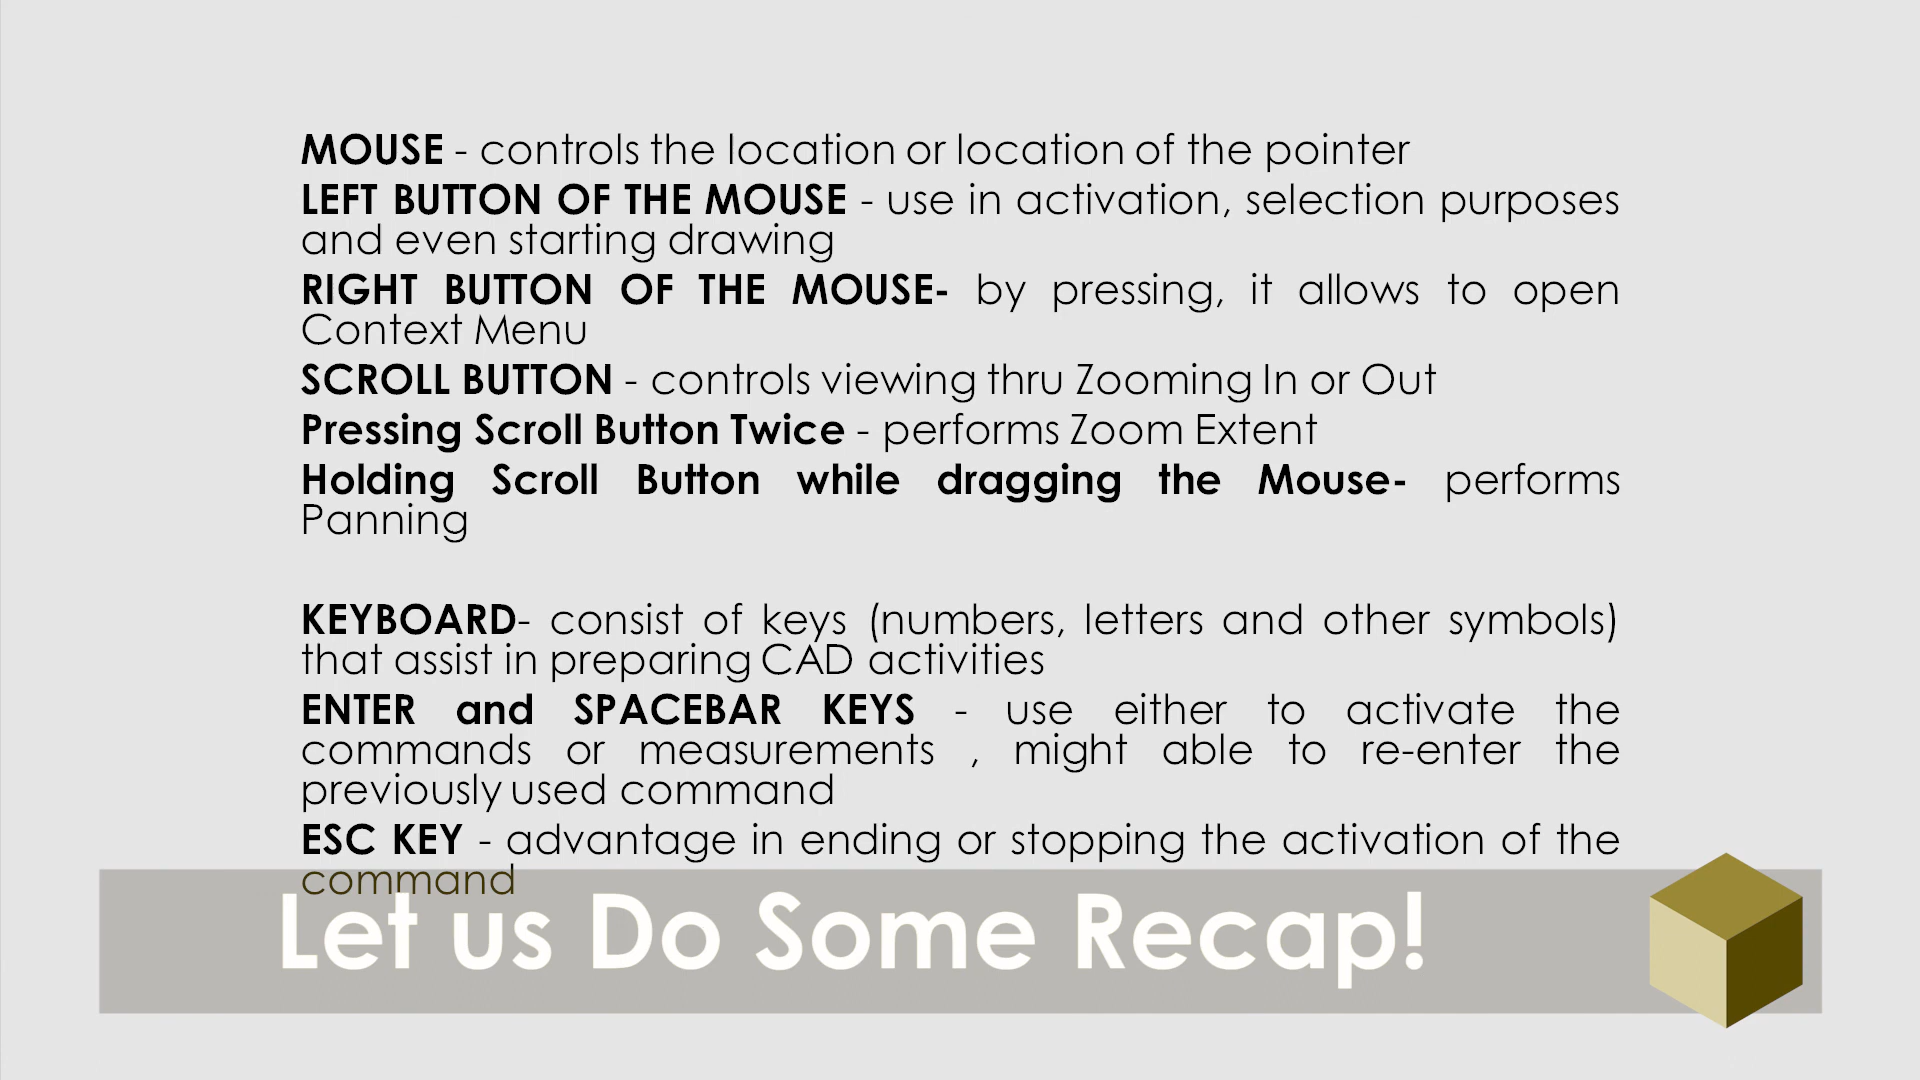 MOUSE - controls the location or location of the pointer
LEFT BUTTON OF THE MOUSE - use in activation, selection purposes
and even starting drawing
RIGHT BUTTON OF THE MOUSE- by pressing, it allows to open
Context Menu
SCROLL BUTTON - controls viewing thru Zooming In or Out
Pressing Scroll Button Twice - performs Zoom Extent
Holding Scroll Button while dragging the Mouse- performs
Panning
KEYBOARD- consist of keys (numbers, letters and other symbols)
that assist in preparing CAD activities
ENTER and SPACEBAR KEYS - use either to activate the
commands or measurements , might able to re-enter the
previously used command
ESC KEY - advantage in ending or stopping the activation of the
command
Let us Do Some Recap!